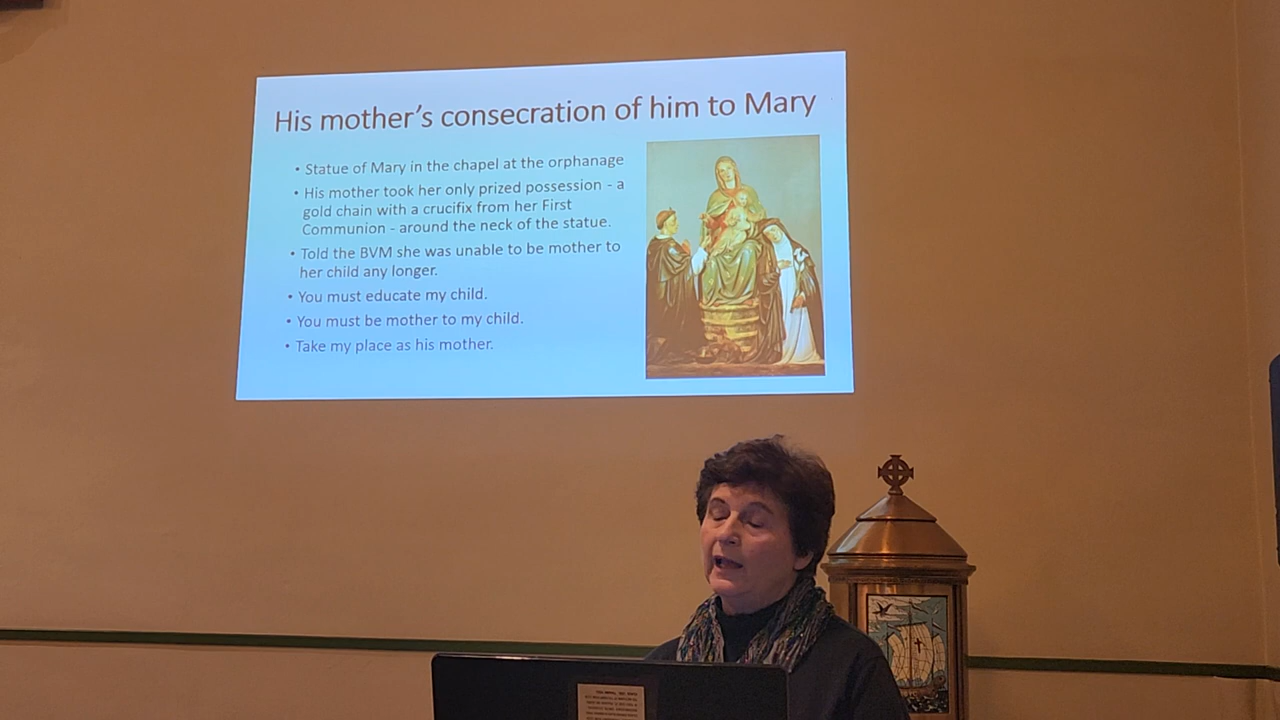 His mother's consecration of him to Mary
• Statue of Mary in the chapel at the orphanage
• His mother took her only prized possession - a
gold chain with a crucifix from her First
Communion - around the neck of the statue.
• Told the BVM she was unable to be mother to
her child any longer.
• You must educate my child.
• You must be mother to my child.
• Take my place as his mother.